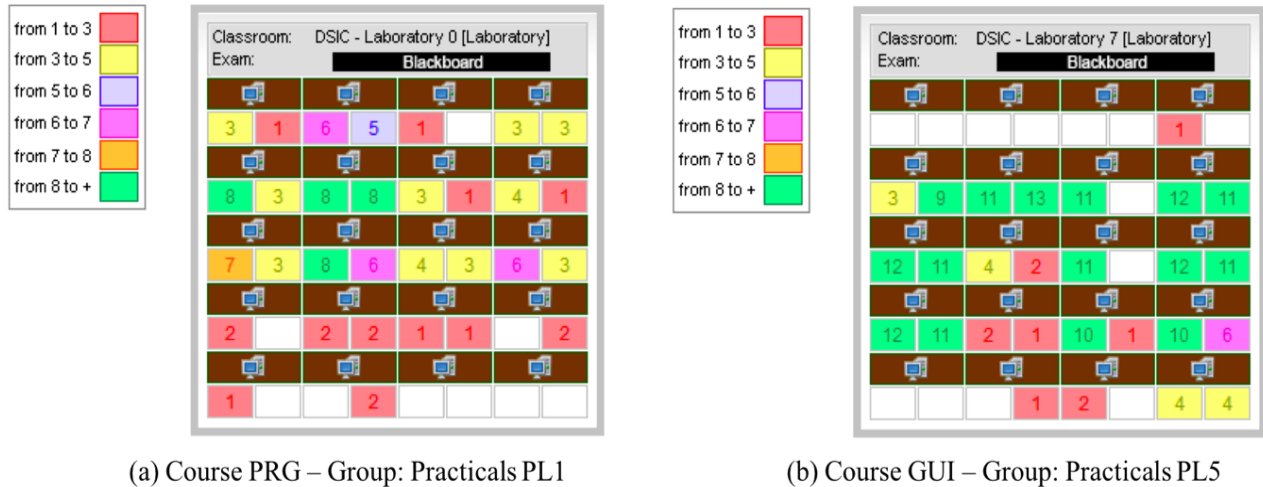 from 1 to 3
from 3 to 5
from 5 to 6
from 6 to 7
from 7 to 8
from 8 to +
Classroom: DSIC - Laboratory 0 [Laboratory]
Exam: Blackboard
3 1 6 5 1 3 3
8 3 8 8 3 1 4 1
7 3 8 6 4 3 6 3
2 2 2 1 1 2
1 2
(a) Course PRG – Group: Practicals PL1
from 1 to 3
from 3 to 5
from 5 to 6
from 6 to 7
from 7 to 8
from 8 to +
Classroom: DSIC - Laboratory 7 [Laboratory]
Exam: Blackboard
1
3 9 11 13 11 12 11
12 11 4 2 11 12 11
12 11 2 1 10 1 10 6
1 2 4 4
(b) Course GUI – Group: Practicals PL5